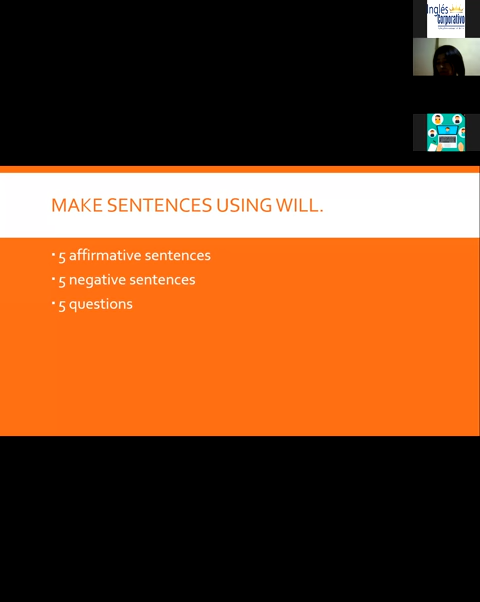 Inglés
Corporativo
MAKE SENTENCES USING WILL.
• 5 affirmative sentences
• 5 negative sentences
• 5 questions